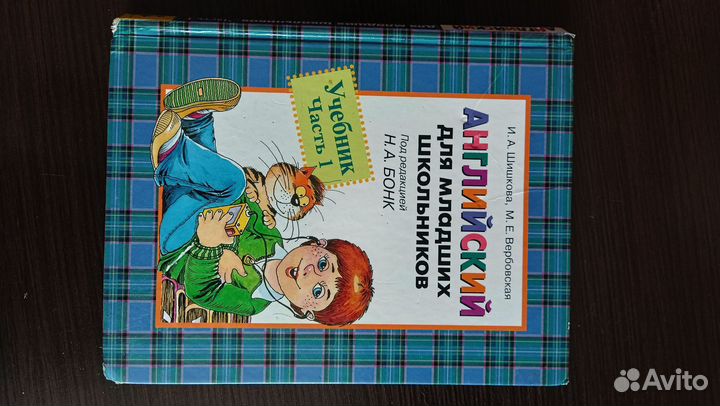 И. А. Шишкова, М. Е. Вербовская
АНГЛИЙСКИЙ
для младших
школьников
Под редакцией
Н.А. БОНК
Учебник
Часть 1
Avito